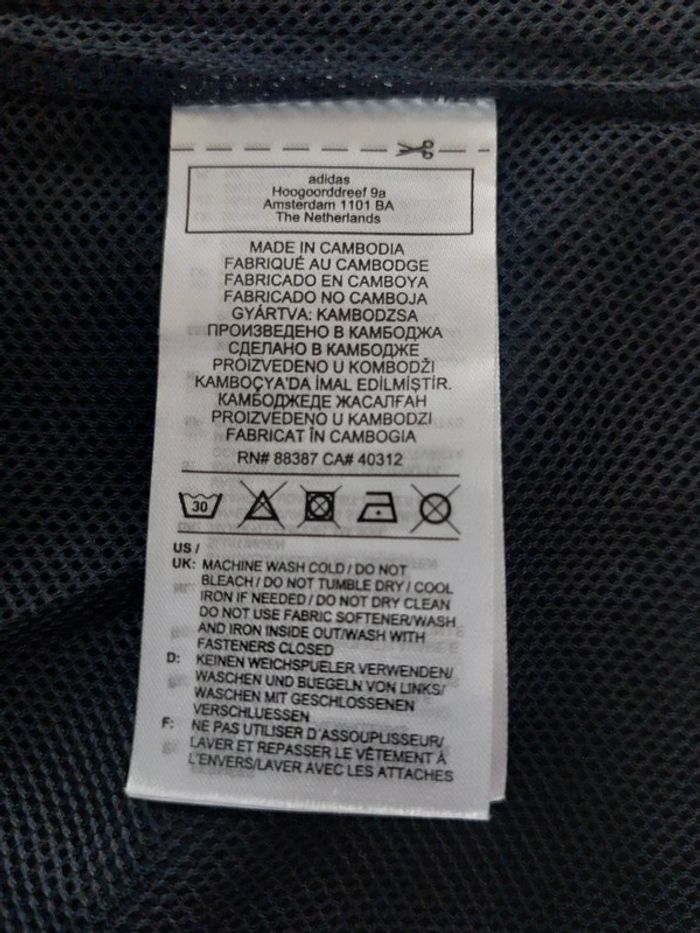 adidas
Hoogoorddreef 9a
Amsterdam 1101 BA
The Netherlands
MADE IN CAMBODIA
FABRIQUÉ AU CAMBODGE
FABRICADO EN CAMBOYA
FABRICADO NO CAMBOJA
GYÁRTVA: KAMBODZSA
ПРОИЗВЕДЕНО В КАМБОДЖА
СДЕЛАНО В КАМБОДЖЕ
PROIZVEDENO U KOMBODŽI
KAMBOÇYA'DA İMAL EDİLMİŞTİR.
КАМБОДЖЕДЕ ЖАСАЛҒАН
PROIZVEDENO U KAMBODZI
FABRICAT ÎN CAMBOGIA
RN# 88387 CA# 40312
30
US /
UK: MACHINE WASH COLD / DO NOT
BLEACH / DO NOT TUMBLE DRY / COOL
IRON IF NEEDED / DO NOT DRY CLEAN
DO NOT USE FABRIC SOFTENER/WASH
AND IRON INSIDE OUT/WASH WITH
FASTENERS CLOSED
D: KEINEN WEICHSPUELER VERWENDEN/
WASCHEN UND BUEGELN VON LINKS/
WASCHEN MIT GESCHLOSSENEN
VERSCHLUESSEN
F: NE PAS UTILISER D'ASSOUPLISEUR/
LAVER ET REPASSER LE VÊTEMENT À
L'ENVERS/LAVER AVEC LES ATTACHES